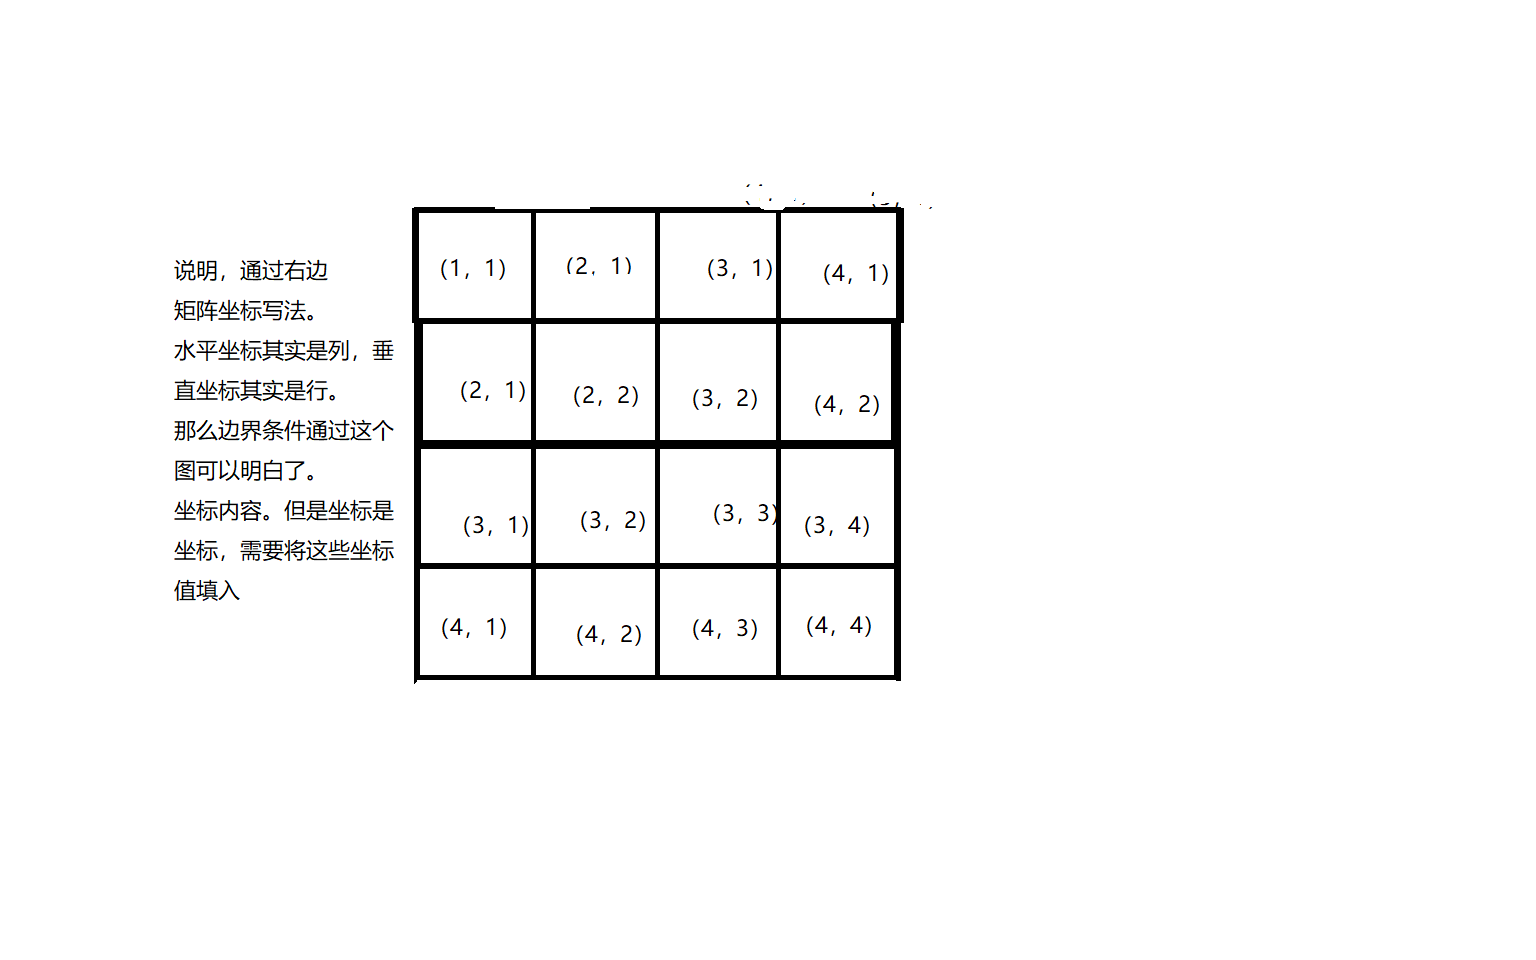 说明，通过右边
矩阵坐标写法。
水平坐标其实是列，垂
直坐标其实是行。
那么边界条件通过这个
图可以明白了。
坐标内容。但是坐标是
坐标，需要将这些坐标
值填入
(1，1) (2，1) (3，1) (4，1)
(2，1) (2，2) (3，2) (4，2)
(3，1) (3，2) (3，3) (3，4)
(4，1) (4，2) (4，3) (4，4)